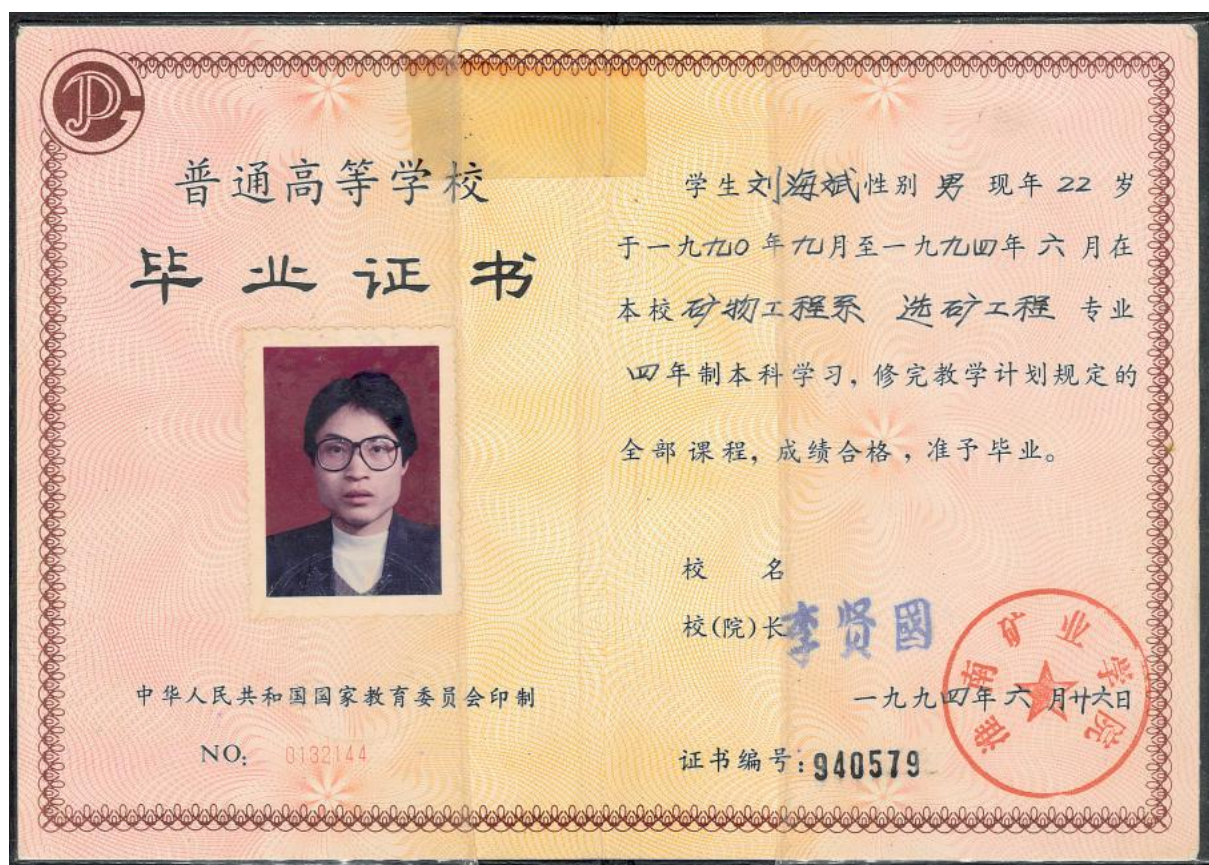 普通高等学校
毕业证书
中华人民共和国国家教育委员会印制
NO: 0132144
学生刘海斌性别 男 现年 22 岁
于一九九0年九月至一九九四年 六 月在
本校矿物工程系 选矿工程 专业
四年制本科学习，修完教学计划规定的
全部课程，成绩合格，准予毕业。
校 名
校(院)长李贤国
淮南矿业学院
一九九四年六月廿六日
证书编号:940579